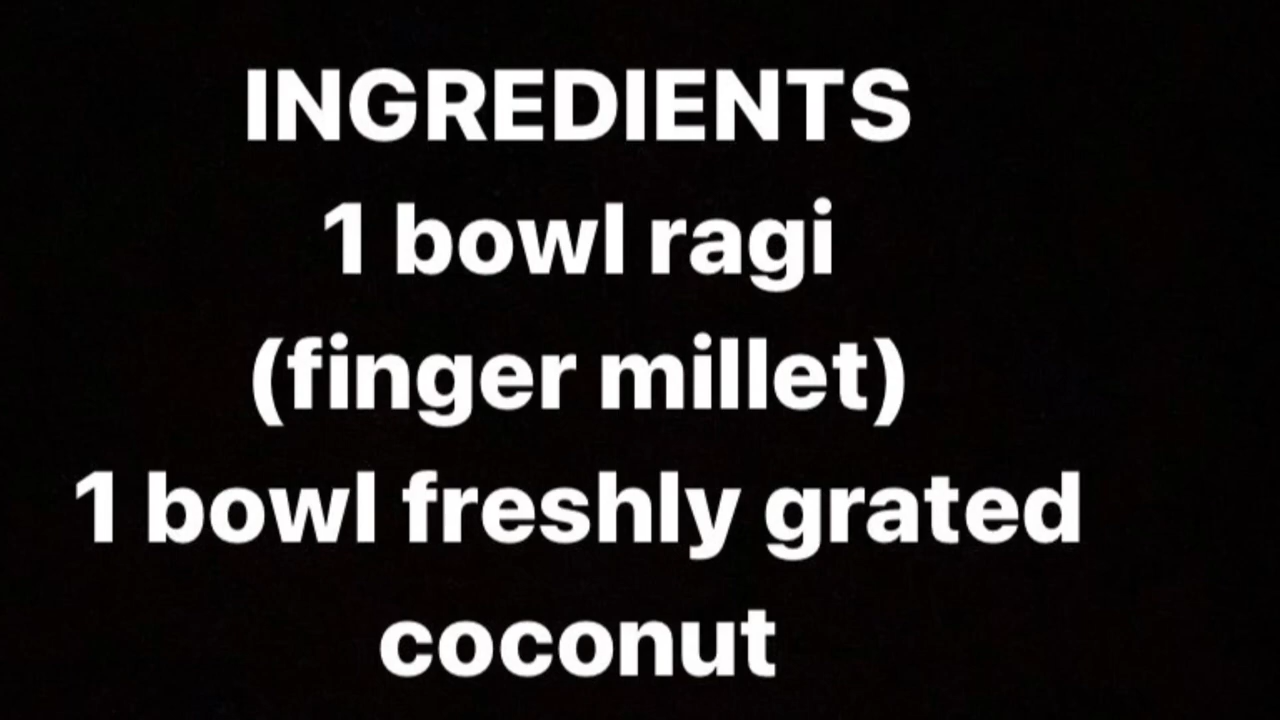 INGREDIENTS
1 bowl ragi
(finger millet)
1 bowl freshly grated
coconut